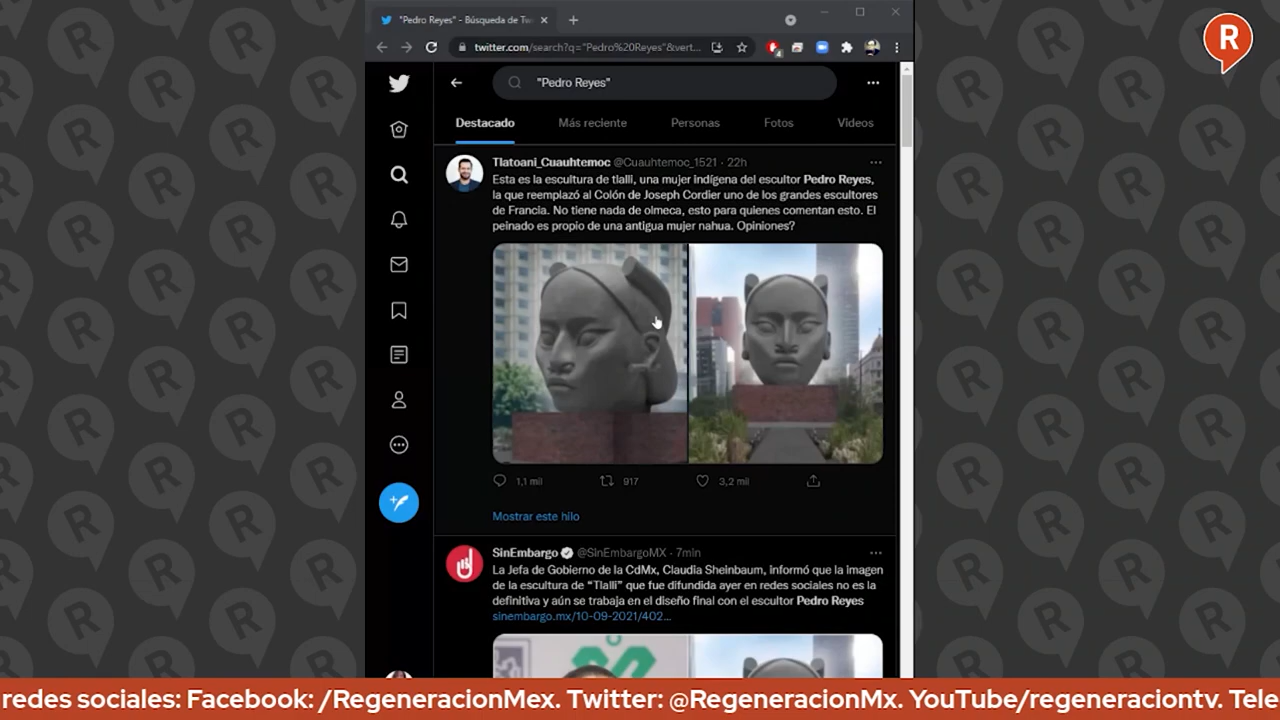 "Pedro Reyes" - Búsqueda de Tw
twitter.com/search?q="Pedro%20Reyes"&vert...
4
R
"Pedro Reyes"
Destacado
Más reciente
Personas
Fotos
Videos
Tlatoani_Cuauhtemoc @Cuauhtemoc_1521 · 22h
Esta es la escultura de tlalli, una mujer indígena del escultor Pedro Reyes,
la que reemplazó al Colón de Joseph Cordier uno de los grandes escultores
de Francia. No tiene nada de olmeca, esto para quienes comentan esto. El
peinado es propio de una antigua mujer nahua. Opiniones?
1,1 mil
917
3,2 mil
Mostrar este hilo
SinEmbargo @SinEmbargoMX · 7min
La Jefa de Gobierno de la CdMx, Claudia Sheinbaum, informó que la imagen
de la escultura de "Tlalli" que fue difundida ayer en redes sociales no es la
definitiva y aún se trabaja en el diseño final con el escultor Pedro Reyes
sinembargo.mx/10-09-2021/402...
redes sociales: Facebook: /RegeneracionMex. Twitter: @RegeneracionMx. YouTube/regeneraciontv. Tele